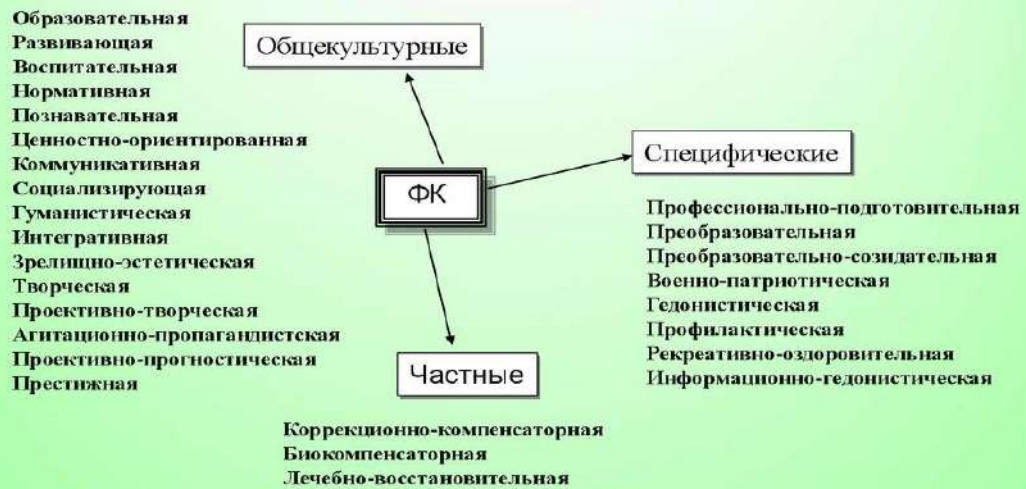 Образовательная
Развивающая
Воспитательная
Нормативная
Познавательная
Ценностно-ориентированная
Коммуникативная
Социализирующая
Гуманистическая
Интегративная
Зрелищно-эстетическая
Творческая
Проективно-творческая
Агитационно-пропагандистская
Проективно-прогностическая
Престижная
Общекультурные
ФК
Специфические
Профессионально-подготовительная
Преобразовательная
Преобразовательно-созидательная
Военно-патриотическая
Гедонистическая
Профилактическая
Рекреативно-оздоровительная
Информационно-гедонистическая
Частные
Коррекционно-компенсаторная
Биокомпенсаторная
Лечебно-восстановительная